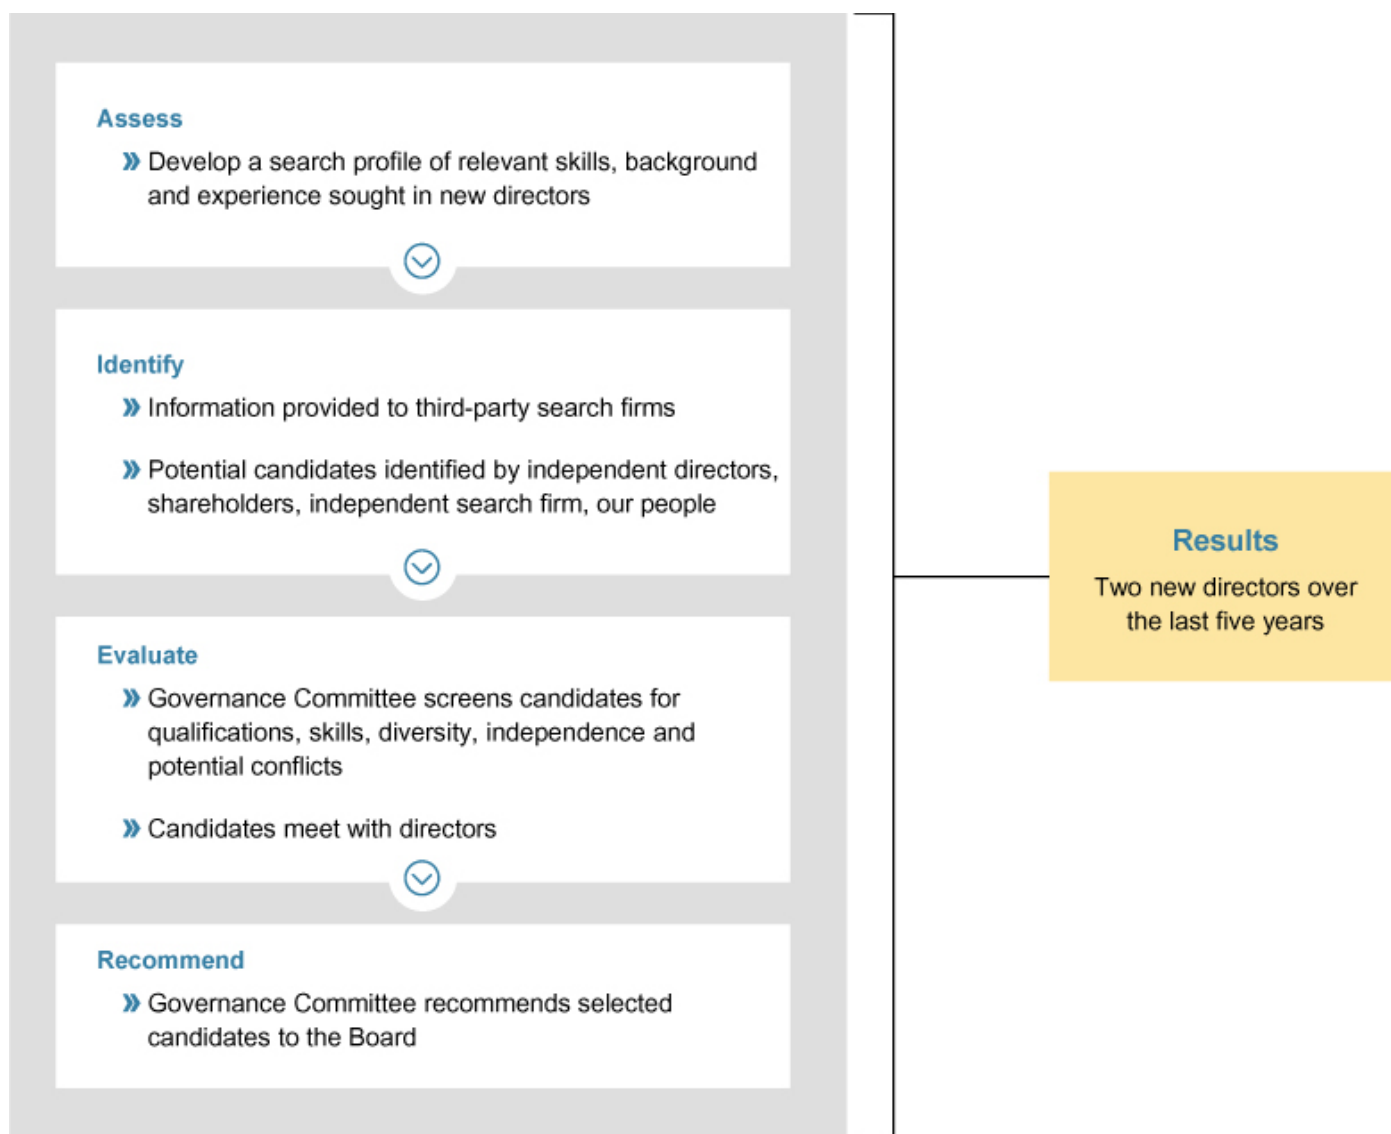 Assess
Develop a search profile of relevant skills, background
and experience sought in new directors
Identify
Information provided to third-party search firms
Potential candidates identified by independent directors,
shareholders, independent search firm, our people
Evaluate
Governance Committee screens candidates for
qualifications, skills, diversity, independence and
potential conflicts
Candidates meet with directors
Recommend
Governance Committee recommends selected
candidates to the Board
Results
Two new directors over
the last five years